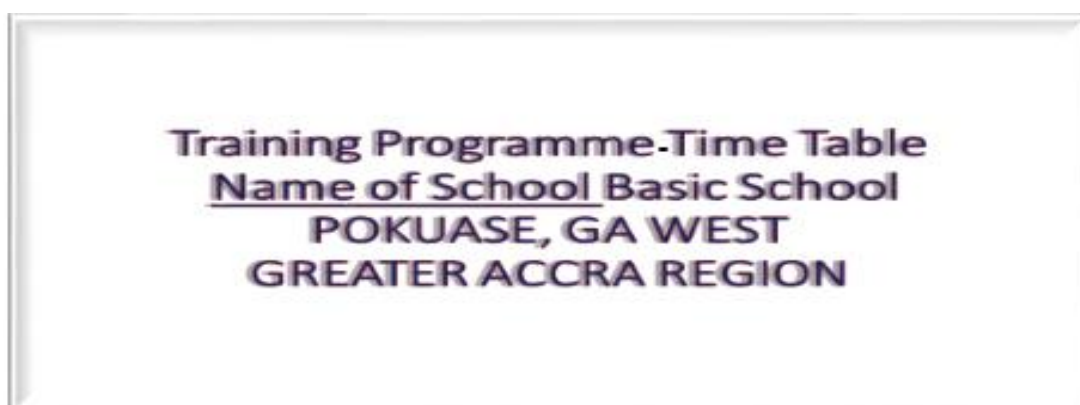 Training Programme-Time Table
Name of School Basic School
POKUASE, GA WEST
GREATER ACCRA REGION